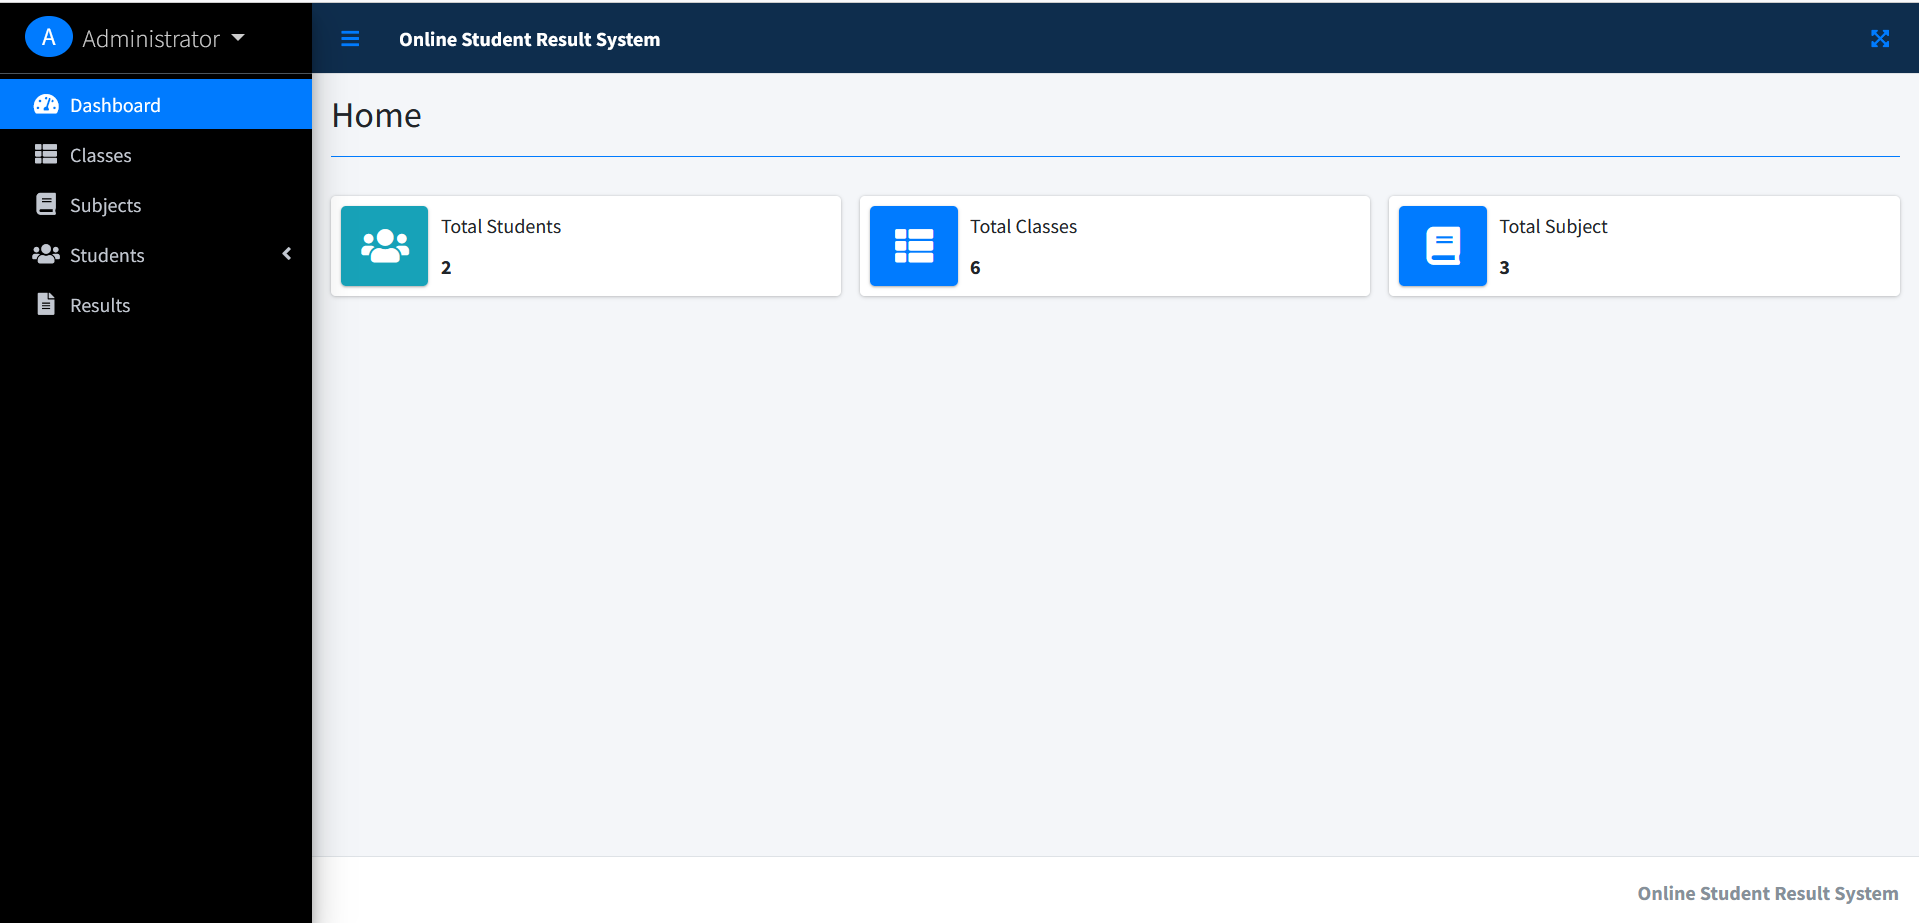 A Administrator
Online Student Result System
Dashboard
Classes
Subjects
Students
Results
Home
Total Students
2
Total Classes
6
Total Subject
3
Online Student Result System